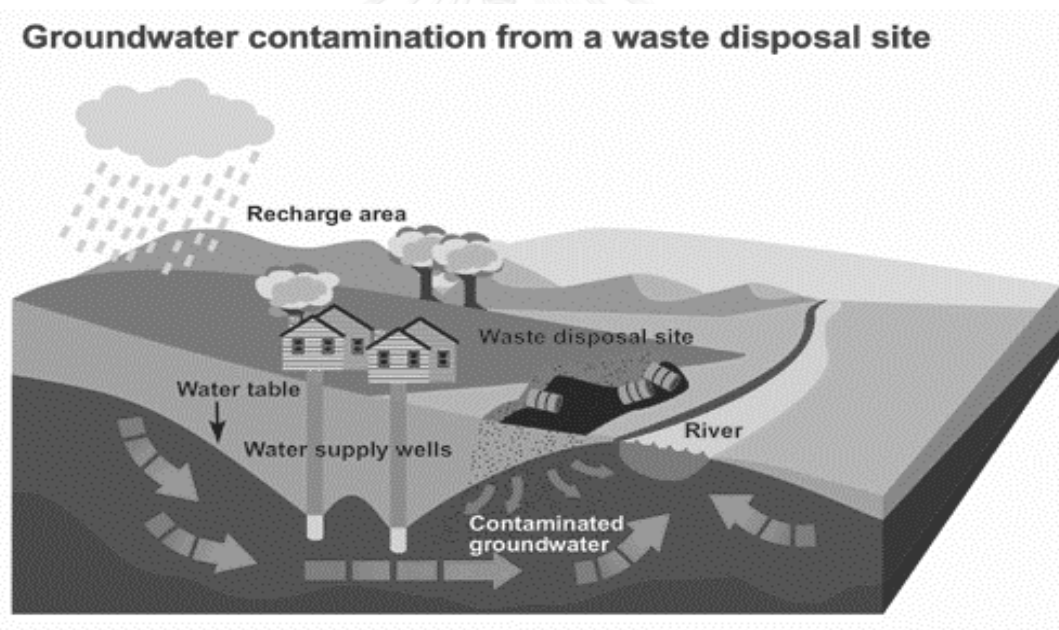 Groundwater contamination from a waste disposal site
Recharge area
Waste disposal site
Water table
River
Water supply wells
Contaminated
groundwater